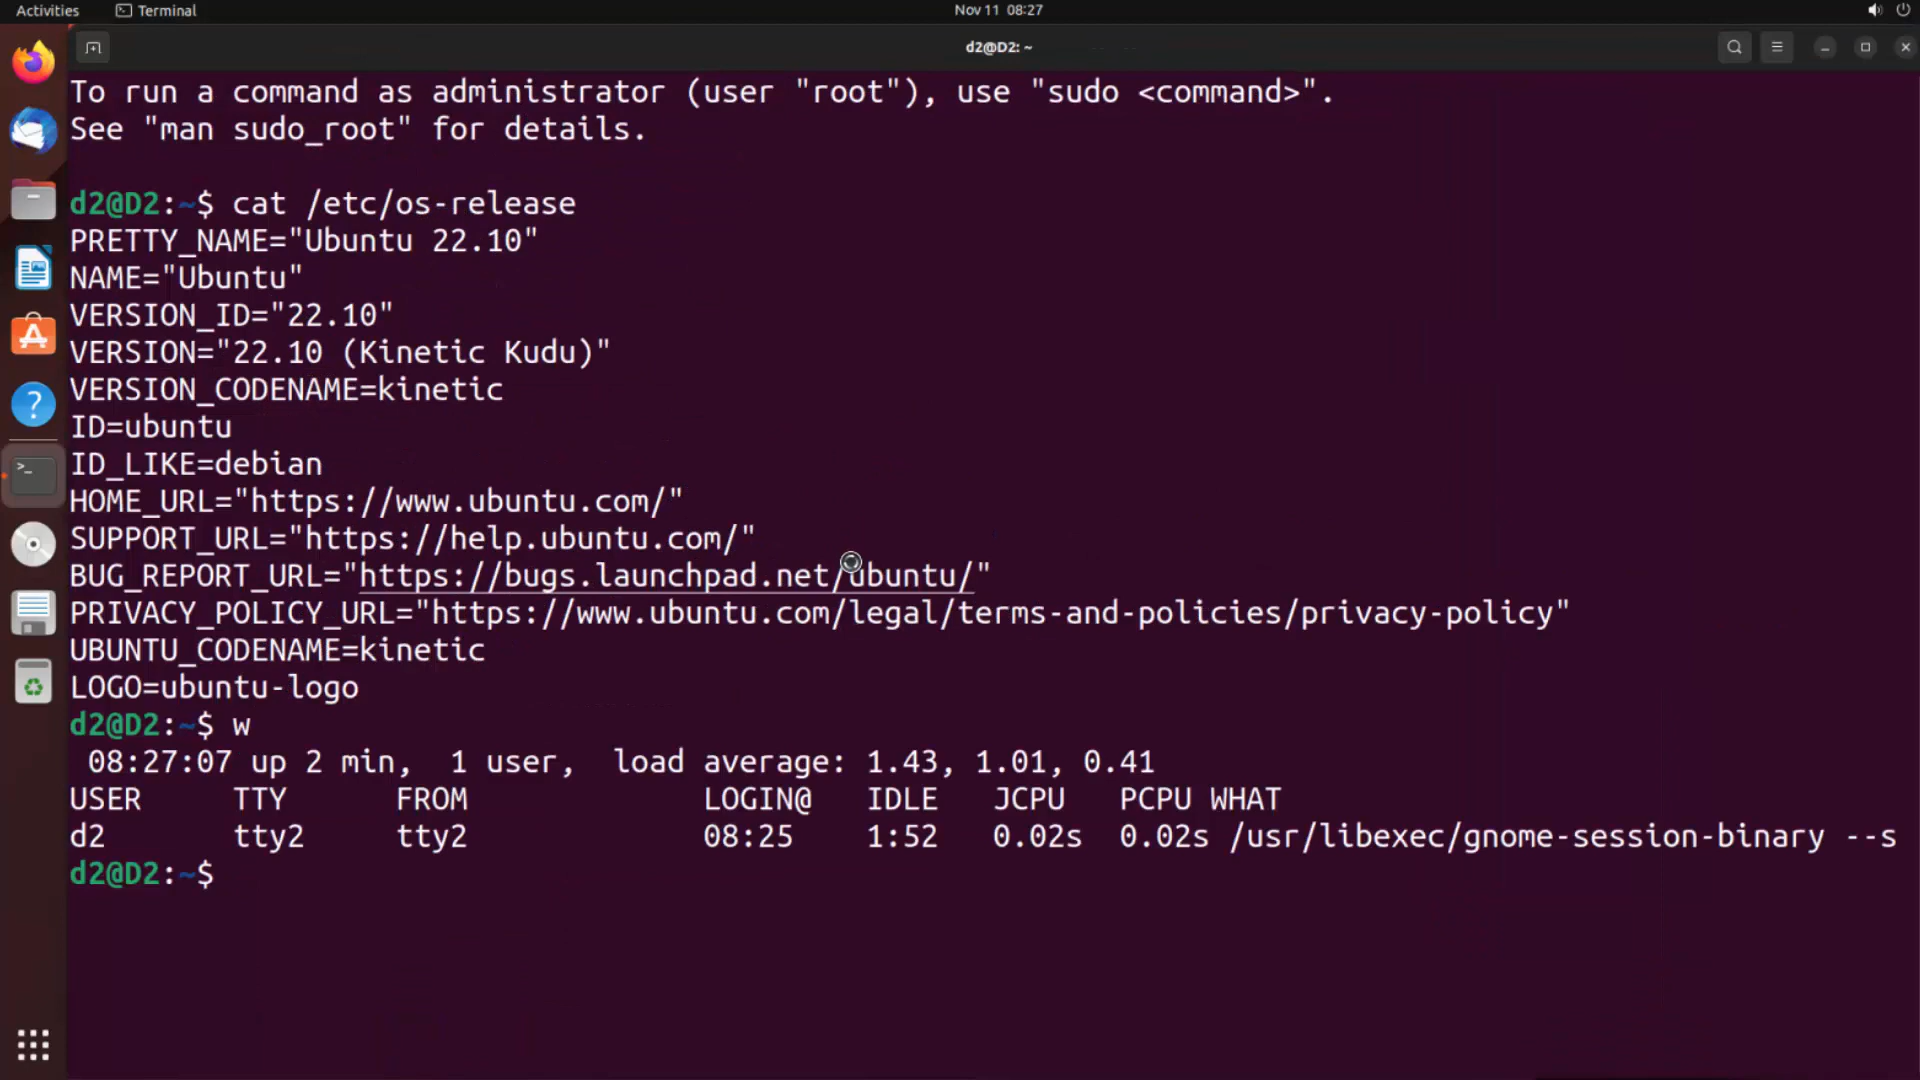 Activities Terminal Nov 11 08:27
d2@D2: ~
To run a command as administrator (user "root"), use "sudo <command>".
See "man sudo_root" for details.
d2@D2:~$ cat /etc/os-release
PRETTY_NAME="Ubuntu 22.10"
NAME="Ubuntu"
VERSION_ID="22.10"
VERSION="22.10 (Kinetic Kudu)"
VERSION_CODENAME=kinetic
ID=ubuntu
ID_LIKE=debian
HOME_URL="https://www.ubuntu.com/"
SUPPORT_URL="https://help.ubuntu.com/"
BUG_REPORT_URL="https://bugs.launchpad.net/ubuntu/"
PRIVACY_POLICY_URL="https://www.ubuntu.com/legal/terms-and-policies/privacy-policy"
UBUNTU_CODENAME=kinetic
LOGO=ubuntu-logo
d2@D2:~$ w
 08:27:07 up 2 min,  1 user,  load average: 1.43, 1.01, 0.41
USER     TTY      FROM             LOGIN@   IDLE   JCPU   PCPU WHAT
d2       tty2     tty2             08:25    1:52   0.02s  0.02s /usr/libexec/gnome-session-binary --s
d2@D2:~$